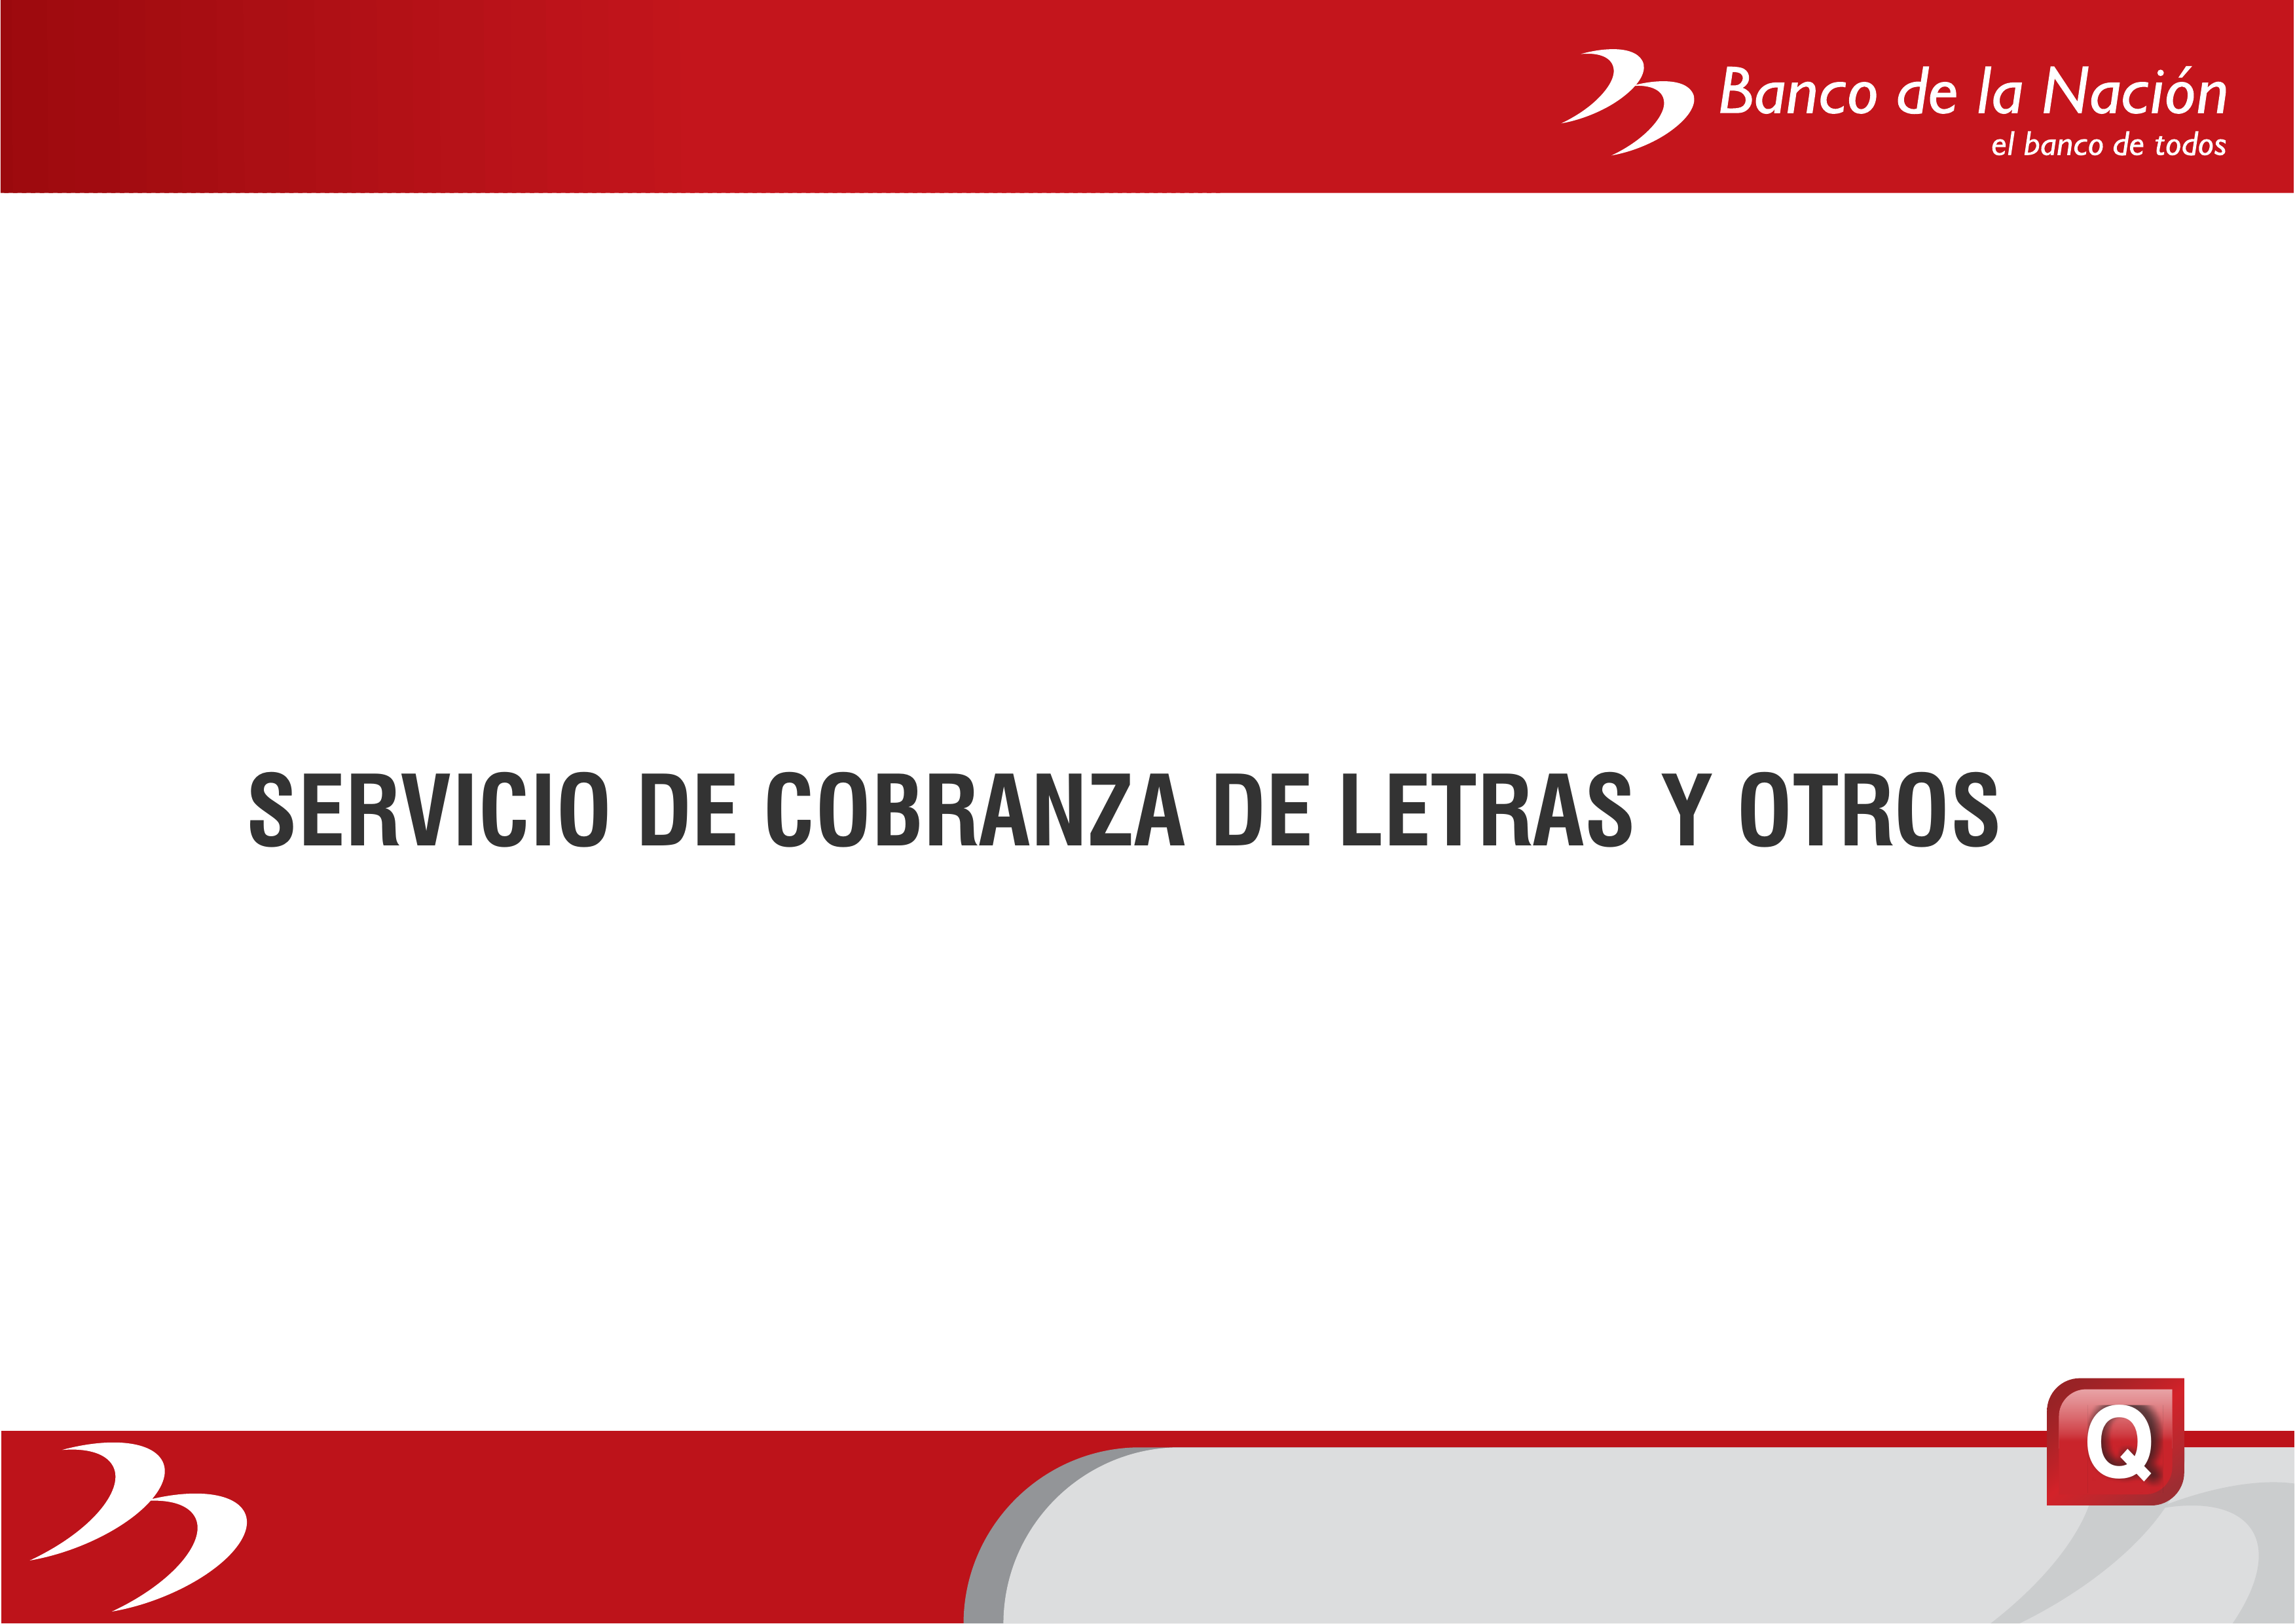 Banco de la Nación
el banco de todos
SERVICIO DE COBRANZA DE LETRAS Y OTROS
Q